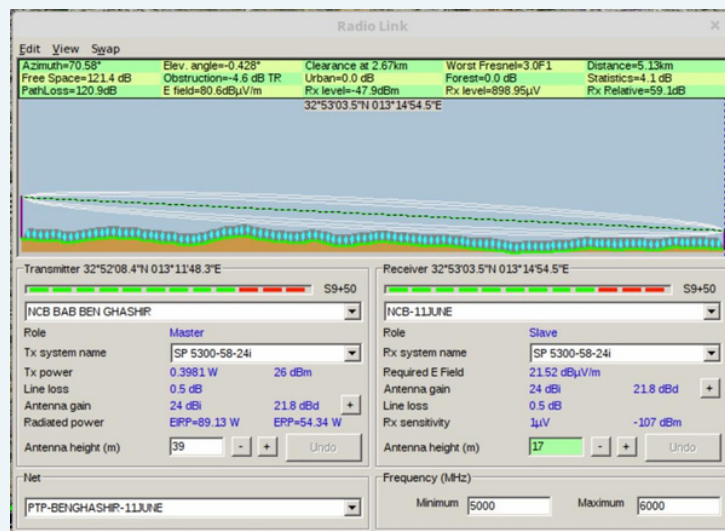 Radio Link
Edit View Swap
Azimuth=70.58° Elev. angle=-0.428° Clearance at 2.67km Worst Fresnel=3.0F1 Distance=5.13km
Free Space=121.4 dB Obstruction=-4.6 dB TR Urban=0.0 dB Forest=0.0 dB Statistics=4.1 dB
PathLoss=120.9dB E field=80.6dBµV/m Rx level=-47.9dBm Rx level=898.95µV Rx Relative=59.1dB
32°53'03.5"N 013°14'54.5"E
Transmitter 32°52'08.4"N 013°11'48.3"E
S9+50
NCB BAB BEN GHASHIR
Role Master
Tx system name SP 5300-58-24i
Tx power 0.3981 W 26 dBm
Line loss 0.5 dB
Antenna gain 24 dBi 21.8 dBd +
Radiated power EIRP=89.13 W ERP=54.34 W
Antenna height (m) 39 - + Undo
Net
PTP-BENGHASHIR-11JUNE
Receiver 32°53'03.5"N 013°14'54.5"E
S9+50
NCB-11JUNE
Role Slave
Rx system name SP 5300-58-24i
Required E Field 21.52 dBµV/m
Antenna gain 24 dBi 21.8 dBd +
Line loss 0.5 dB
Rx sensitivity 1µV -107 dBm
Antenna height (m) 17 - + Undo
Frequency (MHz)
Minimum 5000 Maximum 6000